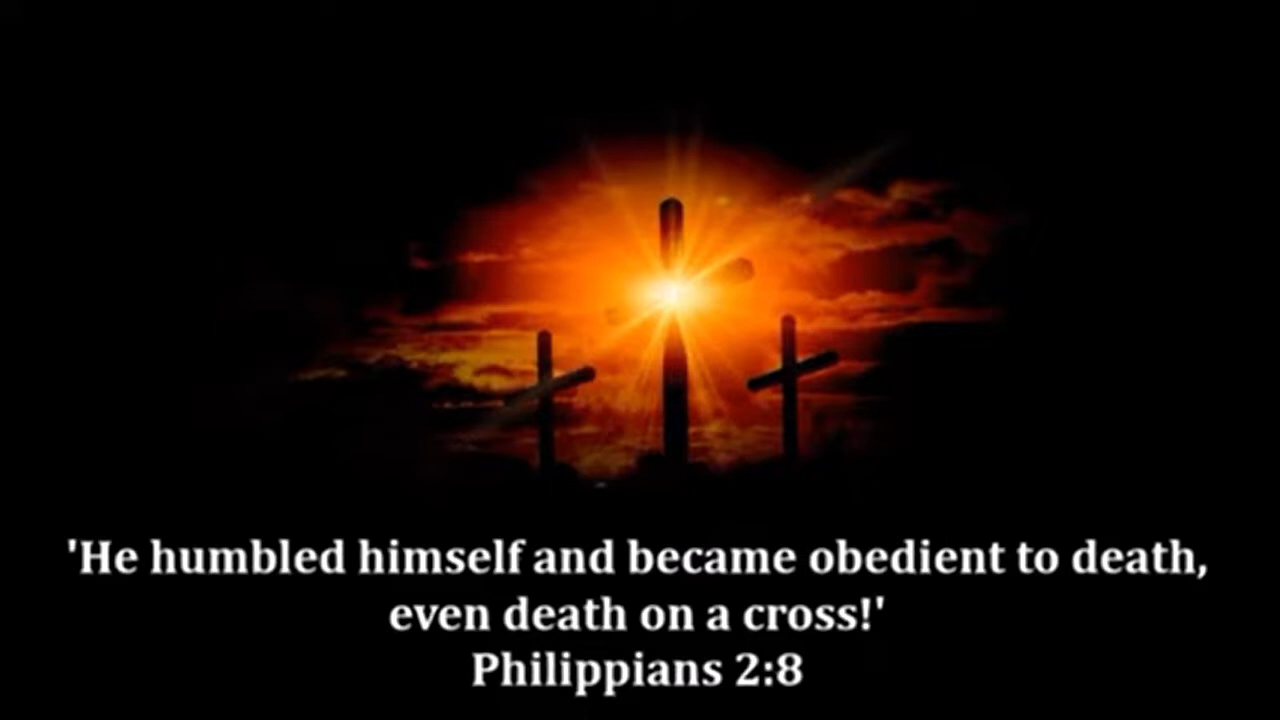 'He humbled himself and became obedient to death,
even death on a cross!'
Philippians 2:8